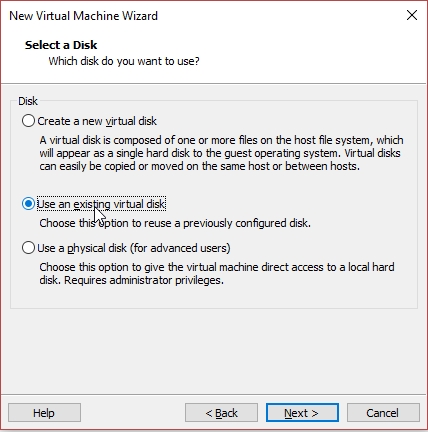 New Virtual Machine Wizard
Select a Disk
Which disk do you want to use?
Disk
Create a new virtual disk
A virtual disk is composed of one or more files on the host file system, which
will appear as a single hard disk to the guest operating system. Virtual disks
can easily be copied or moved on the same host or between hosts.
Use an existing virtual disk
Choose this option to reuse a previously configured disk.
Use a physical disk (for advanced users)
Choose this option to give the virtual machine direct access to a local hard
disk. Requires administrator privileges.
Help
< Back
Next >
Cancel